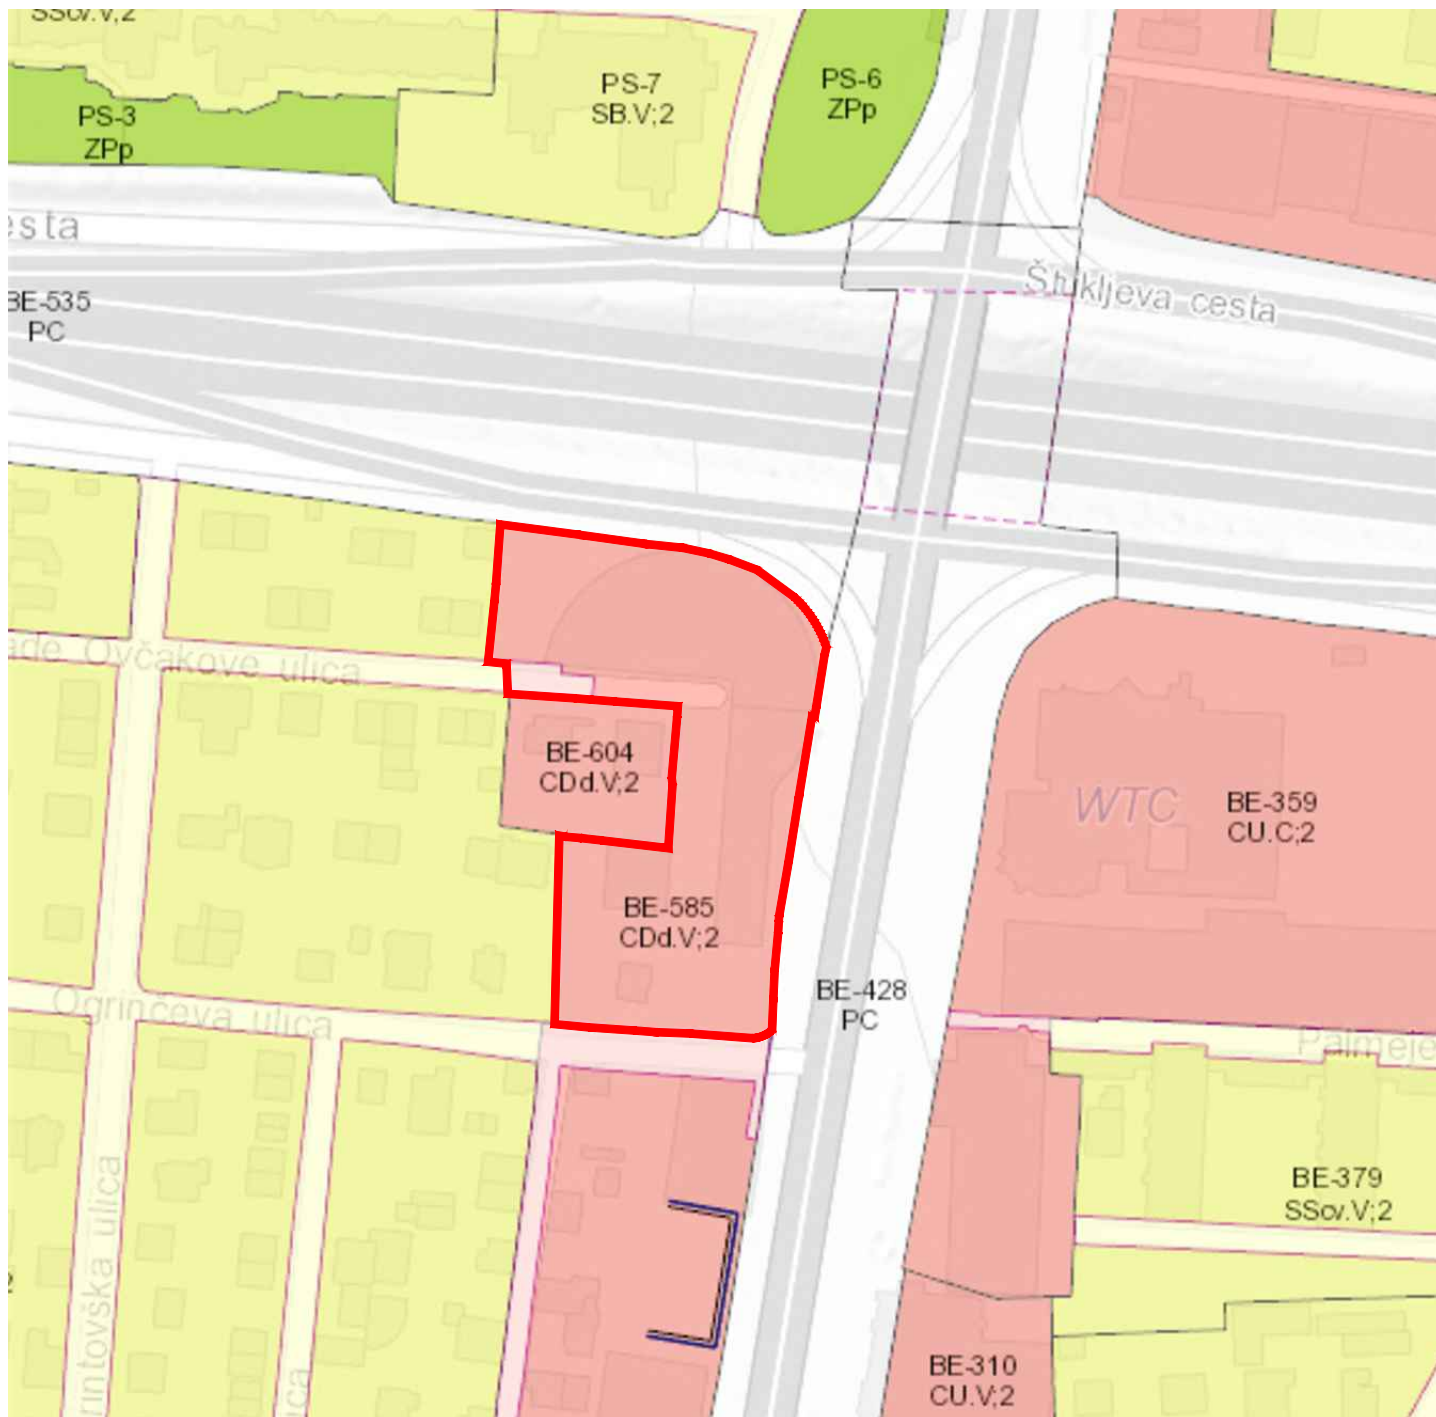 SSov.V;2
PS-7
SB.V;2
PS-6
ZPp
PS-3
ZPp
esta
Štukljeva cesta
BE-535
PC
ade Ovčakove ulica
BE-604
CDd.V;2
WTC
BE-359
CU.C;2
BE-585
CDd.V;2
BE-428
PC
Ogrinčeva ulica
Palmeje
BE-379
SSov.V;2
rintovška ulica
ica
BE-310
CU.V;2